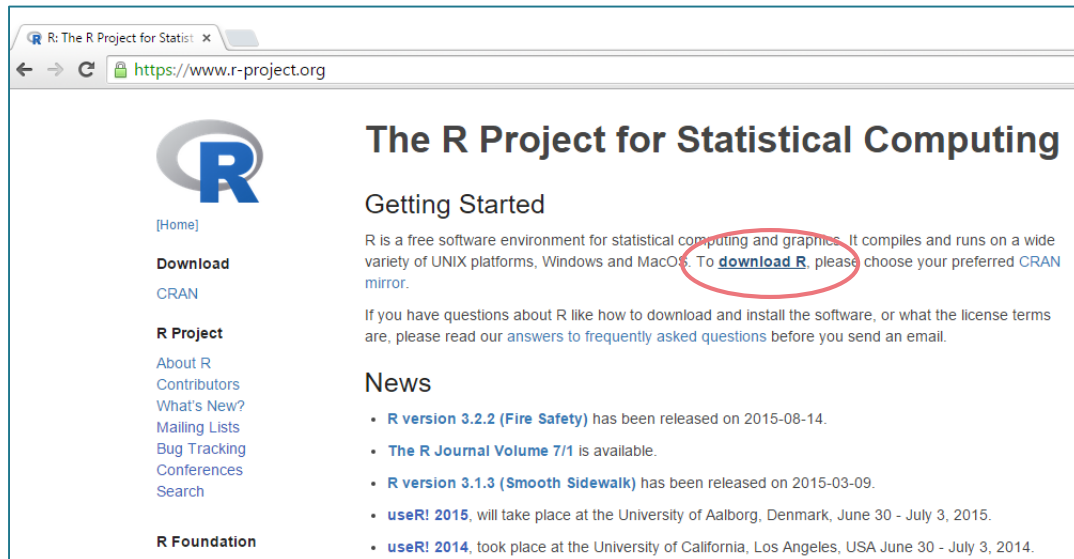 R: The R Project for Statist
https://www.r-project.org
R
[Home]
Download
CRAN
R Project
About R
Contributors
What's New?
Mailing Lists
Bug Tracking
Conferences
Search
R Foundation
The R Project for Statistical Computing
Getting Started
R is a free software environment for statistical computing and graphics. It compiles and runs on a wide
variety of UNIX platforms, Windows and MacOS. To download R, please choose your preferred CRAN
mirror.
If you have questions about R like how to download and install the software, or what the license terms
are, please read our answers to frequently asked questions before you send an email.
News
• R version 3.2.2 (Fire Safety) has been released on 2015-08-14.
• The R Journal Volume 7/1 is available.
• R version 3.1.3 (Smooth Sidewalk) has been released on 2015-03-09.
• useR! 2015, will take place at the University of Aalborg, Denmark, June 30 - July 3, 2015.
• useR! 2014, took place at the University of California, Los Angeles, USA June 30 - July 3, 2014.